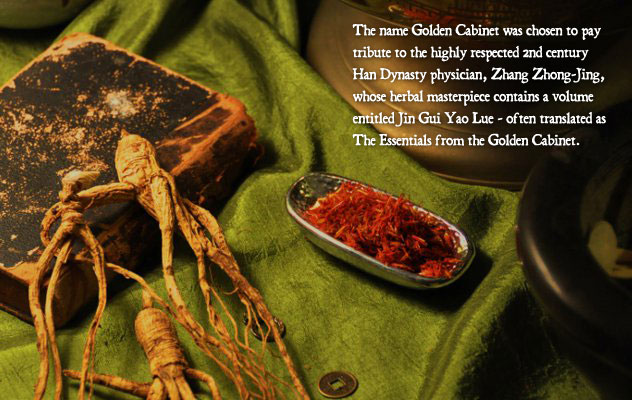 The name Golden Cabinet was chosen to pay
tribute to the highly respected 2nd century
Han Dynasty physician, Zhang Zhong-Jing,
whose herbal masterpiece contains a volume
entitled Jin Gui Yao Lue - often translated as
The Essentials from the Golden Cabinet.